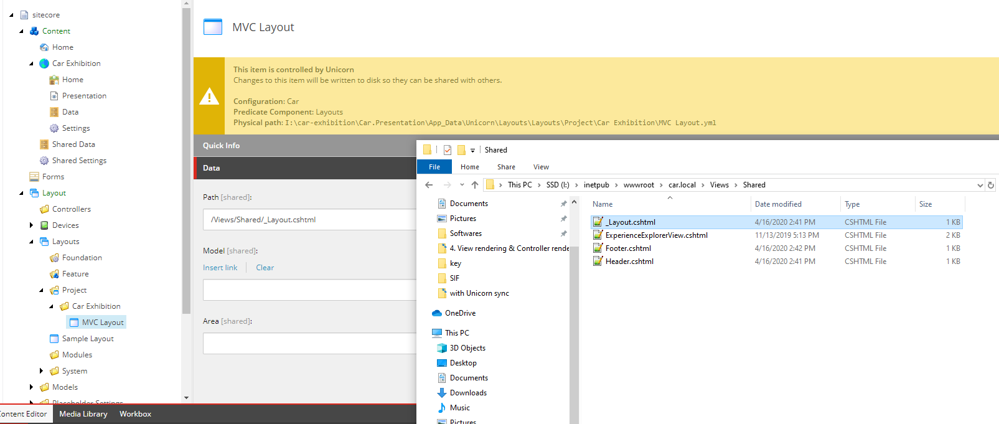 sitecore
Content
Home
Car Exhibition
Home
Presentation
Data
Settings
Shared Data
Shared Settings
Forms
Layout
Controllers
Devices
Layouts
Foundation
Feature
Project
Car Exhibition
MVC Layout
Sample Layout
Modules
System
Models
Placeholder Settings
Content Editor
Media Library
Workbox
MVC Layout
This item is controlled by Unicorn
Changes to this item will be written to disk so they can be shared with others.
Configuration: Car
Predicate Component: Layouts
Physical path: I:\car-exhibition\Car.Presentation\App_Data\Unicorn\Layouts\Layouts\Project\Car Exhibition\MVC Layout.yml
Quick Info
Data
Path [shared]:
/Views/Shared/_Layout.cshtml
Model [shared]:
Insert link
Clear
Area [shared]:
Shared
File Home Share View
This PC > SSD (I:) > inetpub > wwwroot > car.local > Views > Shared
Documents
Pictures
Softwares
4. View rendering & Controller rende
key
SIF
with Unicorn sync
OneDrive
This PC
3D Objects
Desktop
Documents
Downloads
Music
Pictures
Name Date modified Type Size
_Layout.cshtml 4/16/2020 2:41 PM CSHTML File 1 KB
ExperienceExplorerView.cshtml 11/13/2019 5:13 PM CSHTML File 2 KB
Footer.cshtml 4/16/2020 2:42 PM CSHTML File 1 KB
Header.cshtml 4/16/2020 2:41 PM CSHTML File 1 KB